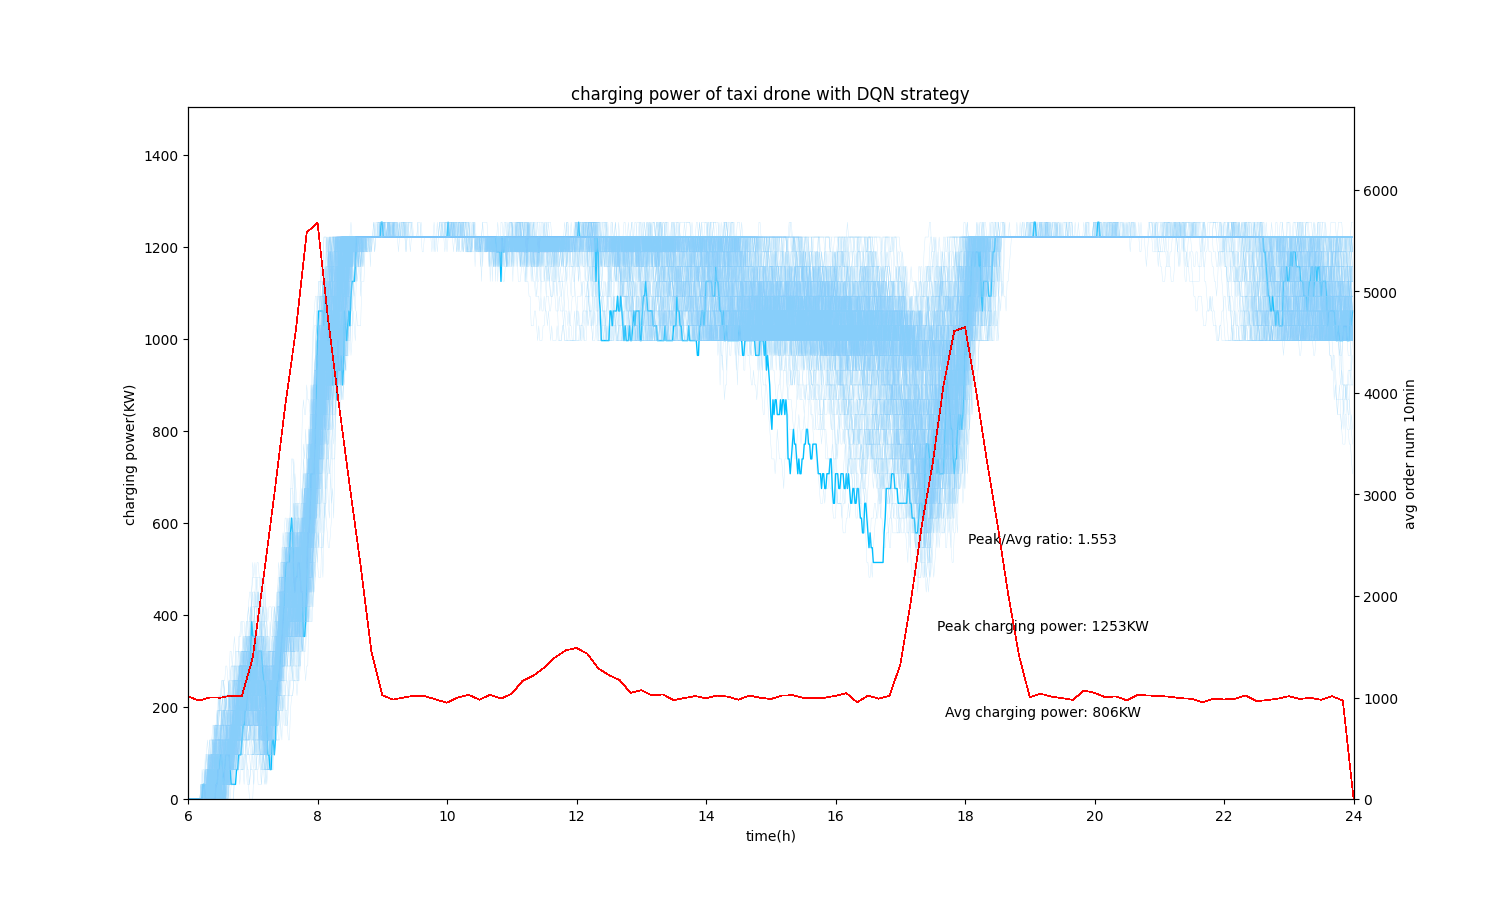 charging power of taxi drone with DQN strategy
1400
1200
1000
800
600
400
200
0
charging power(KW)
6000
5000
4000
3000
2000
1000
0
avg order num 10min
Peak/Avg ratio: 1.553
Peak charging power: 1253KW
Avg charging power: 806KW
6 8 10 12 14 16 18 20 22 24
time(h)